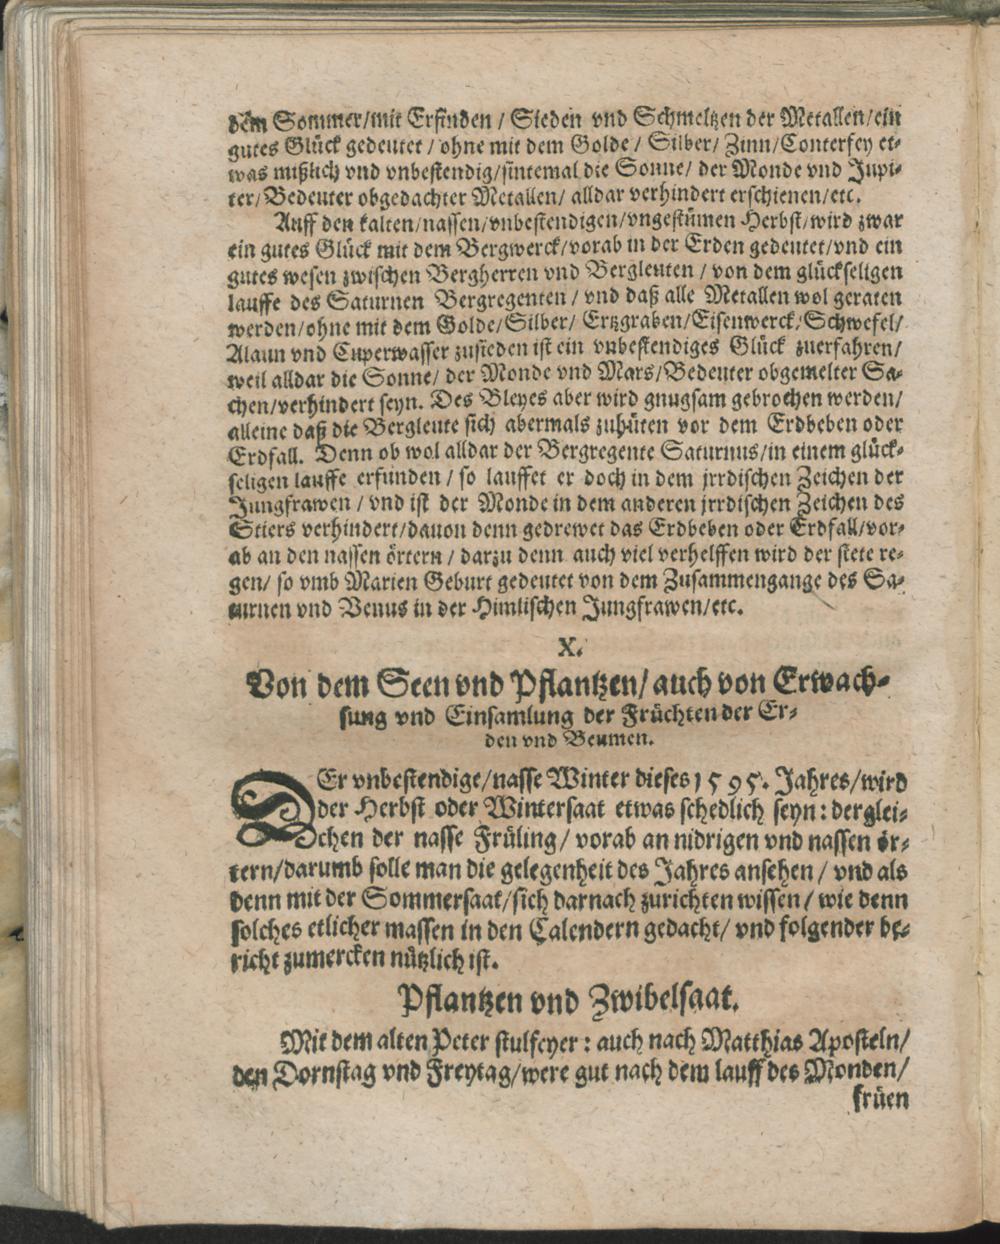 dem Sommer/mit Erfinden / Sieden vnd Schmeltzen der Metallen/ein
gutes Glück gedeutet / ohne mit dem Golde / Silber/ Zinn/Conterfey et-
was mißlich vnd vnbestendig/sintemal die Sonne/ der Monde vnd Jupi-
ter/Bedeuter obgedachter Metallen/ alldar verhindert erschienen/etc.
Auff den kalten/nassen/vnbestendigen/vngestümen Herbst/wird zwar
ein gutes Glück mit dem Bergwerck/vorab in der Erden gedeutet/vnd ein
gutes wesen zwischen Bergherren vnd Bergleuten / von dem glückseligen
lauffe des Saturnen Bergregenten / vnd daß alle Metallen wol geraten
werden/ohne mit dem Golde/Silber/ Ertzgraben/Eisenwerck/Schwefel/
Alaun vnd Cuperwasser zusieden ist ein vnbestendiges Glück zuerfahren/
weil alldar die Sonne/ der Monde vnd Mars/Bedeuter obgemelter Sa-
chen/verhindert seyn. Des Bleyes aber wird gnugsam gebrochen werden/
alleine daß die Bergleute sich abermals zuhüten vor dem Erdbeben oder
Erdfall. Denn ob wol alldar der Bergregente Saturnus/in einem glück-
seligen lauffe erfunden / so lauffet er doch in dem jrrdischen Zeichen der
Jungfrawen / vnd ist der Monde in dem anderen jrrdischen Zeichen des
Stiers verhindert/dauon denn gedrewet das Erdbeben oder Erdfall/vor-
ab an den nassen örtern / darzu denn auch viel verhelffen wird der stete re-
gen/ so vmb Marien Geburt gedeutet von dem Zusammengange des Sa-
turnen vnd Venus in der Himlischen Jungfrawen/etc.
X.
Von dem Seen vnd Pflantzen/ auch von Erwach-
sung vnd Einsamlung der Früchten der Er-
den vnd Beumen.
DEr vnbestendige/nasse Winter dieses 1595. Jahres/wird
der Herbst oder Wintersaat etwas schedlich seyn: derglei-
chen der nasse Früling/ vorab an nidrigen vnd nassen ör-
tern/darumb solle man die gelegenheit des Jahres ansehen / vnd als
denn mit der Sommersaat/sich darnach zurichten wissen / wie denn
solches etlicher massen in den Calendern gedacht/ vnd folgender be-
richt zumercken nützlich ist.
Pflantzen vnd Zwibelsaat.
Mit dem alten Peter stulfeyer : auch nach Matthias Aposteln/
den Dornstag vnd Freytag/were gut nach dem lauff des Monden/
früen